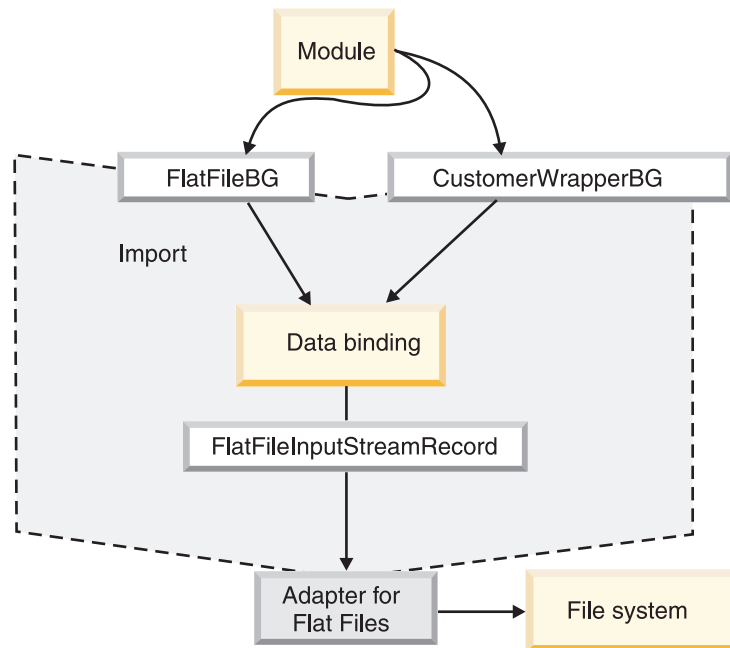 Module
FlatFileBG
CustomerWrapperBG
Import
Data binding
FlatFileInputStreamRecord
Adapter for
Flat Files
File system